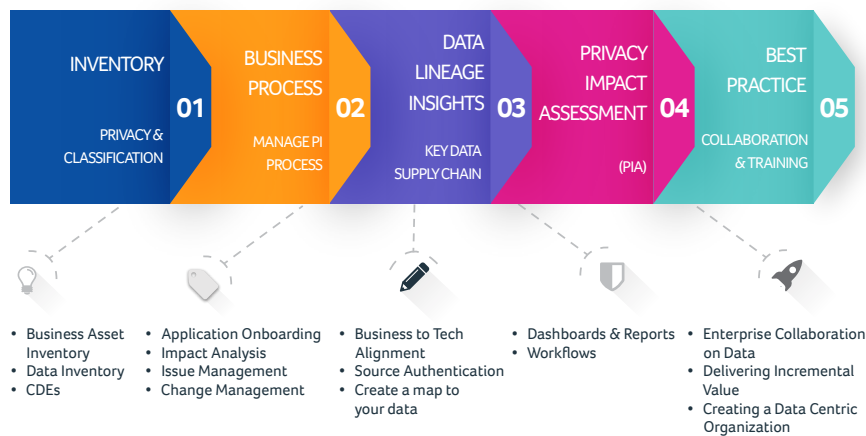 INVENTORY
PRIVACY &
CLASSIFICATION
01
BUSINESS
PROCESS
MANAGE PI
PROCESS
02
DATA
LINEAGE
INSIGHTS
KEY DATA
SUPPLY CHAIN
03
PRIVACY
IMPACT
ASSESSMENT
(PIA)
04
BEST
PRACTICE
COLLABORATION
& TRAINING
05
• Business Asset
Inventory
• Data Inventory
• CDEs
• Application Onboarding
• Impact Analysis
• Issue Management
• Change Management
• Business to Tech
Alignment
• Source Authentication
• Create a map to
your data
• Dashboards & Reports
• Workflows
• Enterprise Collaboration
on Data
• Delivering Incremental
Value
• Creating a Data Centric
Organization